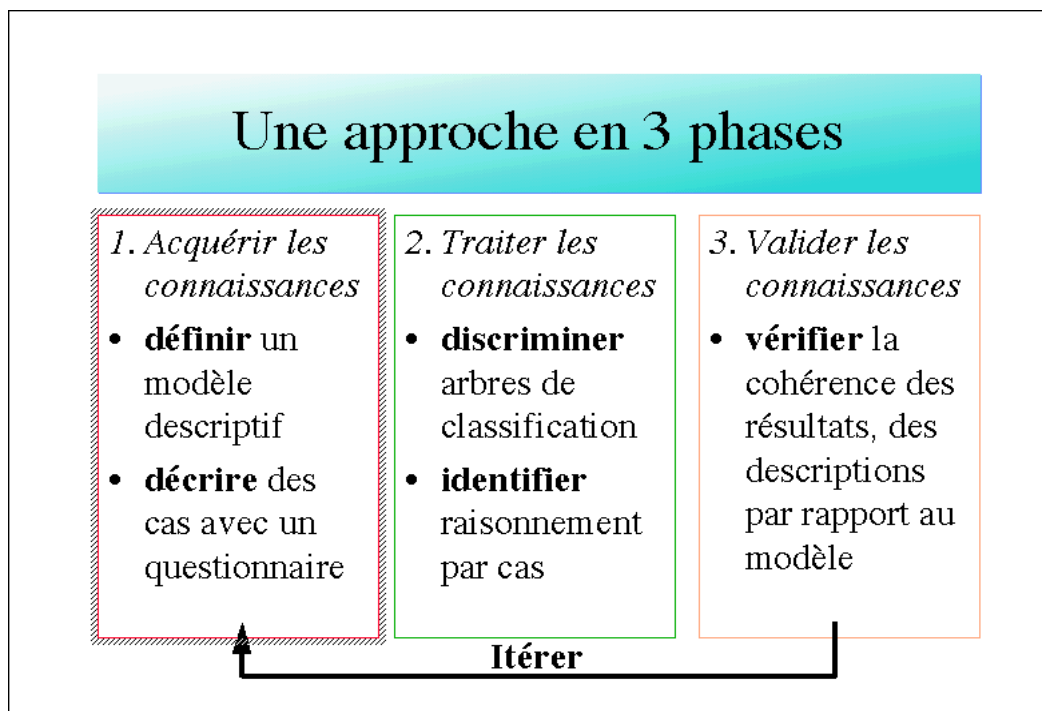 Une approche en 3 phases
1. Acquérir les
connaissances
• définir un
modèle
descriptif
• décrire des
cas avec un
questionnaire
2. Traiter les
connaissances
• discriminer
arbres de
classification
• identifier
raisonnement
par cas
3. Valider les
connaissances
• vérifier la
cohérence des
résultats, des
descriptions
par rapport au
modèle
Itérer